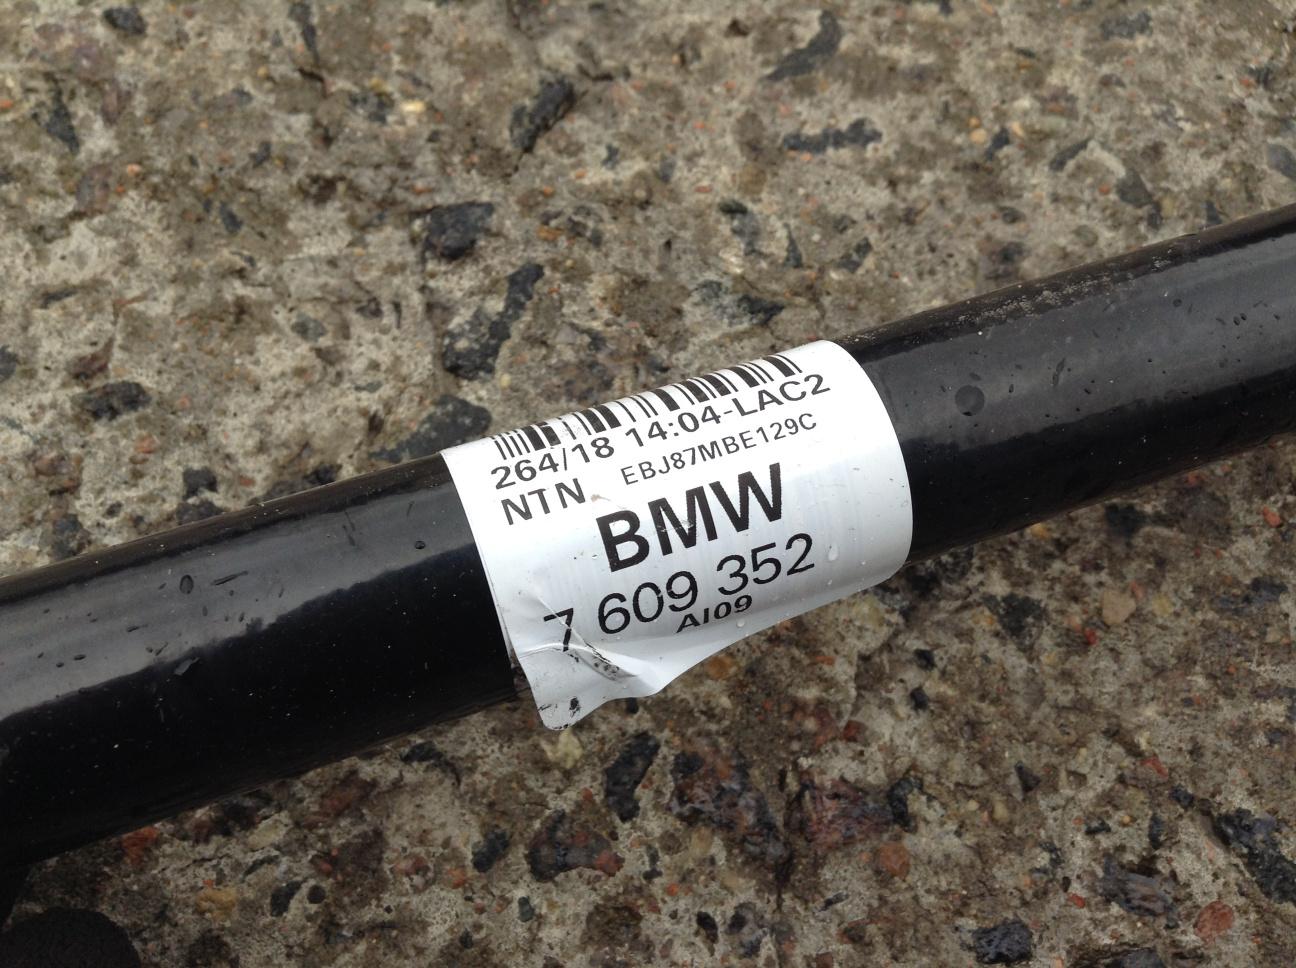 264/18 14:04-LAC2
NTN EBJ87MBE129C
BMW
7 609 352
AI09